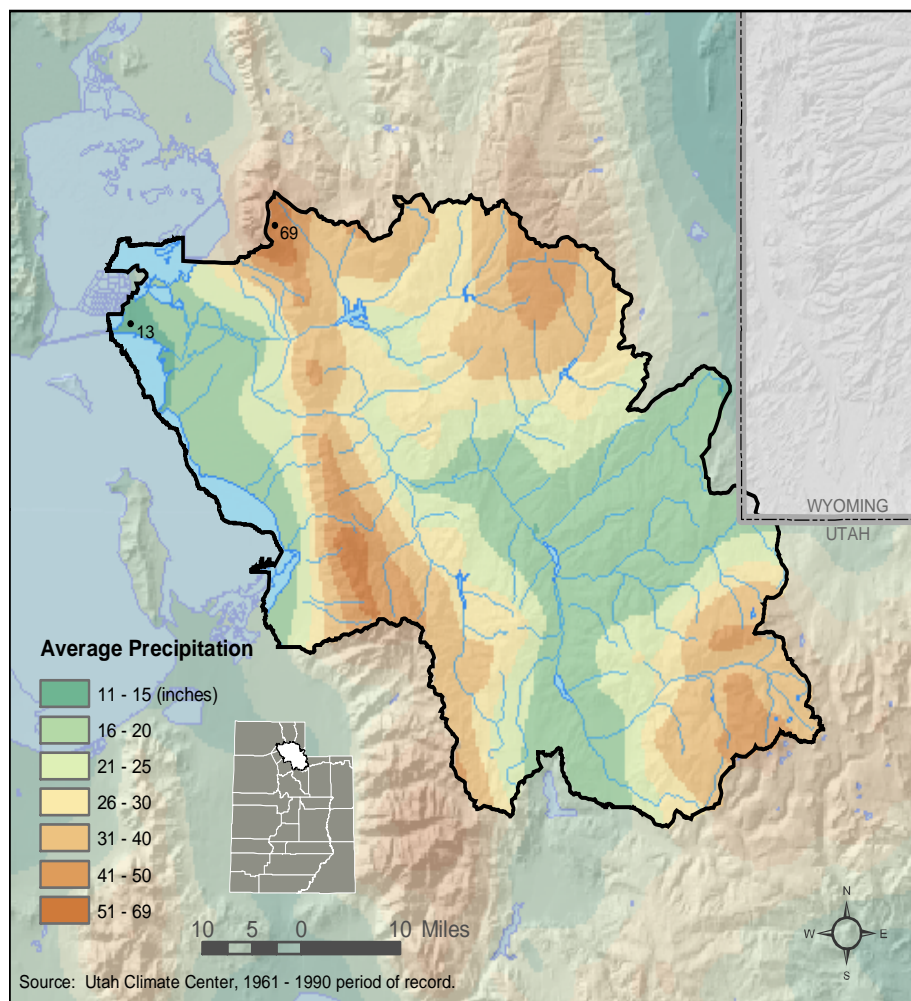 69
13
WYOMING
UTAH
Average Precipitation
11 - 15 (inches)
16 - 20
21 - 25
26 - 30
31 - 40
41 - 50
51 - 69
10 5 0 10 Miles
N
W E
S
Source: Utah Climate Center, 1961 - 1990 period of record.